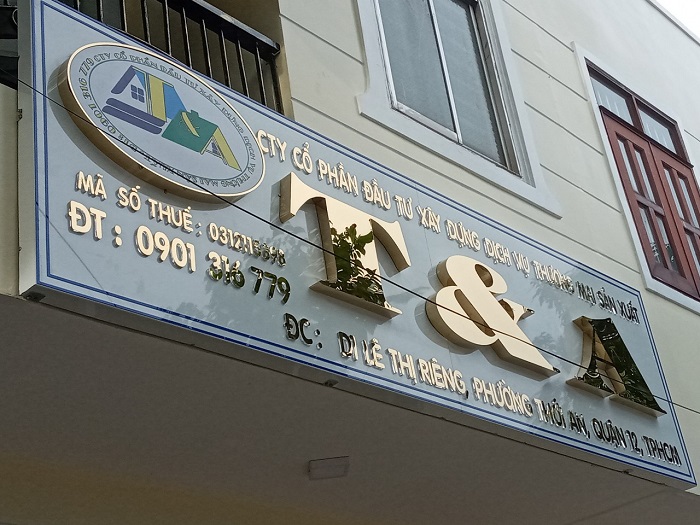 CTY CỔ PHẦN ĐẦU TƯ XÂY DỰNG DỊCH VỤ THƯƠNG MẠI SẢN XUẤT
T & A
MÃ SỐ THUẾ :
ĐT : 0901 316 779
ĐC : D1 LÊ THỊ RIÊNG, PHƯỜNG THỚI AN, QUẬN 12, TPHCM